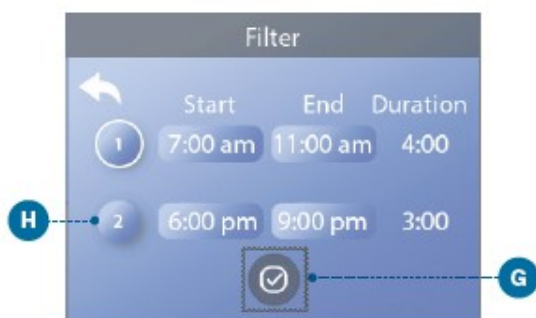 Filter
Start End Duration
1 7:00 am 11:00 am 4:00
H 2 6:00 pm 9:00 pm 3:00
G